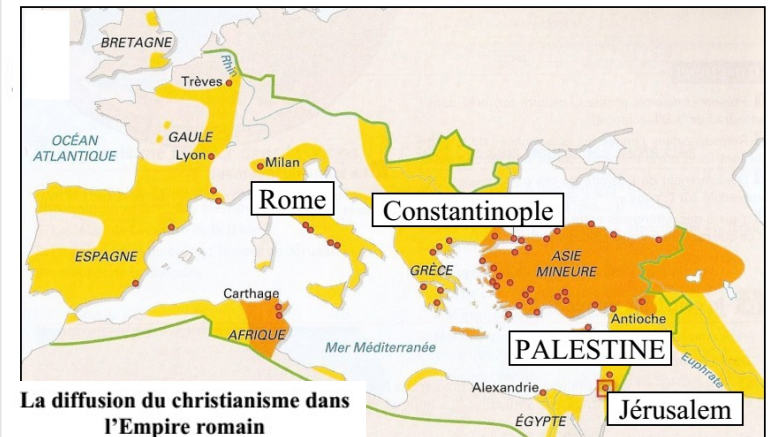 BRETAGNE
Rhin
Trèves
OCÉAN
ATLANTIQUE
GAULE
Lyon
Milan
Rome
Constantinople
ESPAGNE
GRÈCE
ASIE
MINEURE
Carthage
AFRIQUE
Antioche
Mer Méditerranée
PALESTINE
Euphrate
Alexandrie
Jérusalem
ÉGYPTE
La diffusion du christianisme dans
l'Empire romain